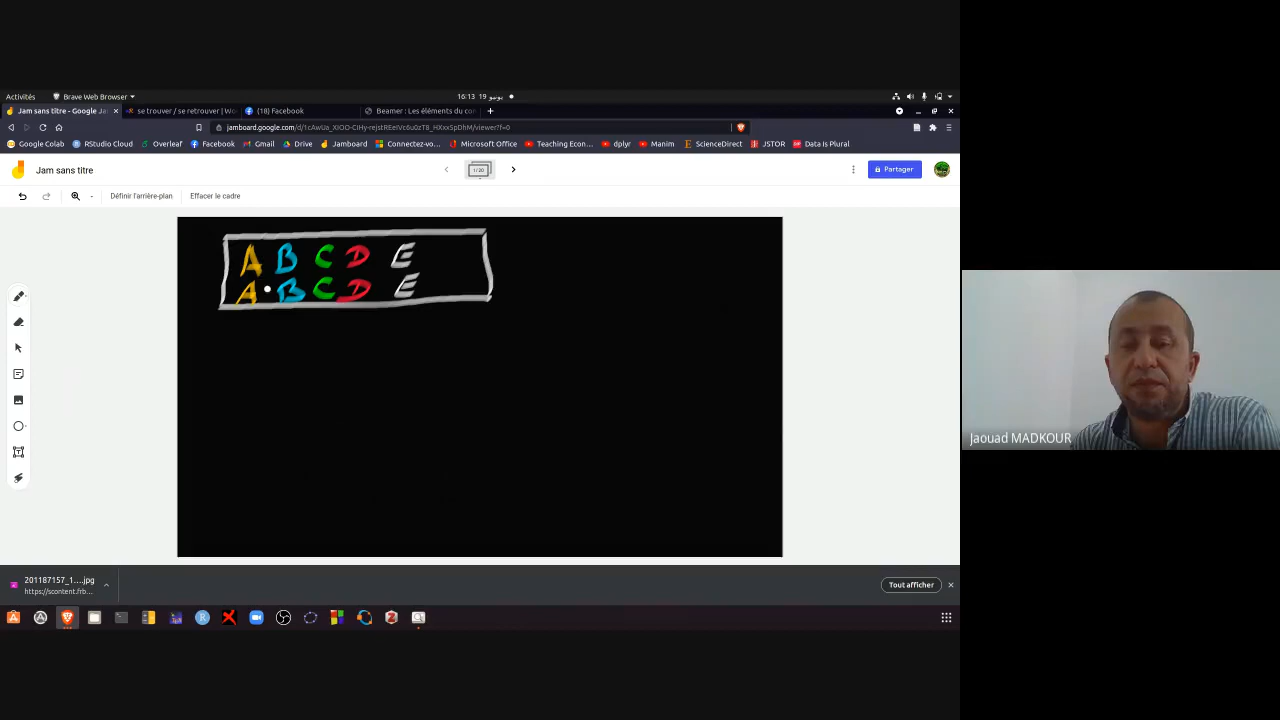 Activités
Brave Web Browser
16:13 19 يونيو
Jam sans titre - Google Ja
se trouver / se retrouver | Wo
(18) Facebook
Beamer : Les éléments du co
Google Colab
RStudio Cloud
Overleaf
Facebook
Gmail
Drive
Jamboard
Connectez-vo...
Microsoft Office
Teaching Econ...
dplyr
Manim
ScienceDirect
JSTOR
Data Is Plural
Jam sans titre
1/20
Partager
Définir l'arrière-plan
Effacer le cadre
A B C D E
A B C D E
Jaouad MADKOUR
201187157_1....jpg
https://scontent.frb...
Tout afficher